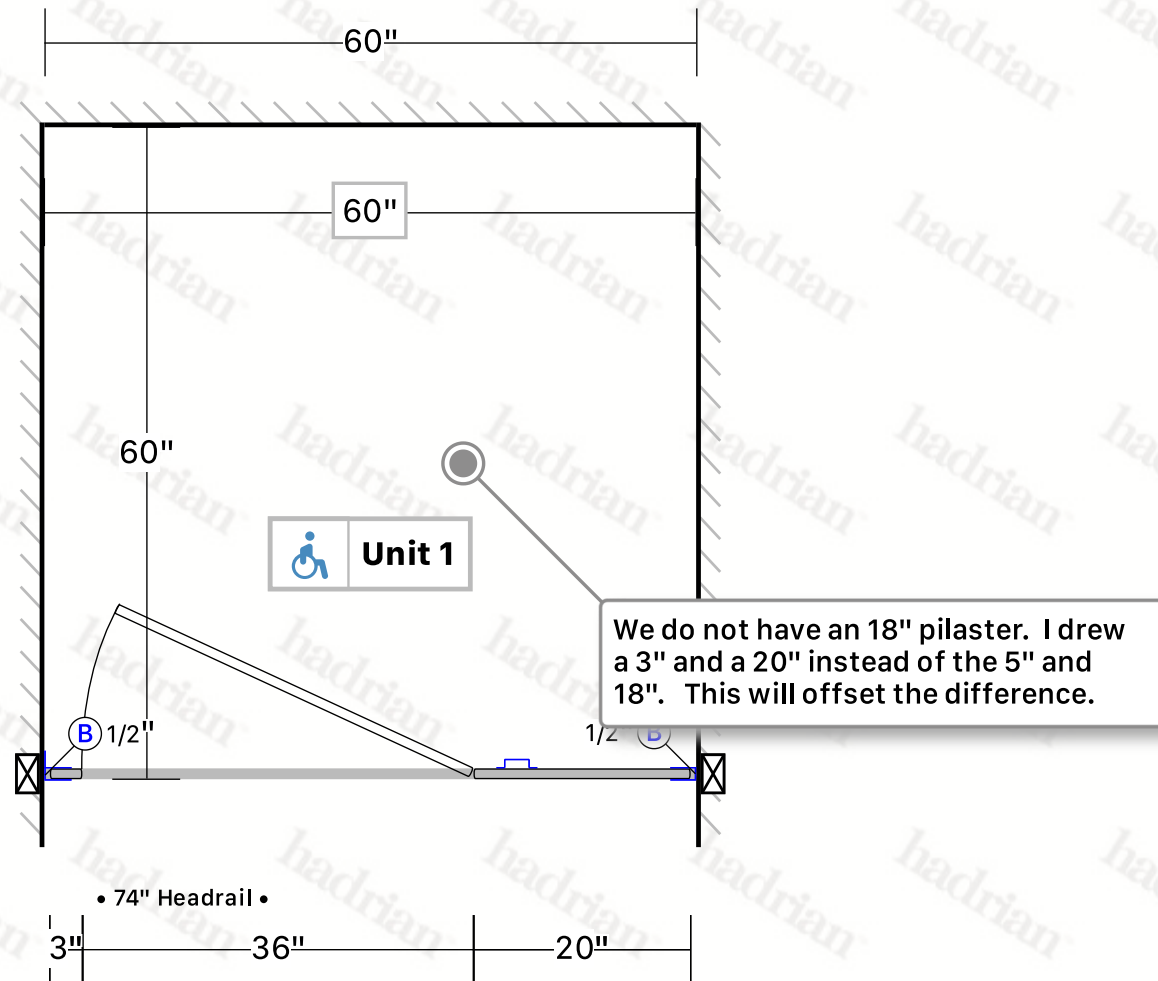 60"
60"
60"
Unit 1
We do not have an 18" pilaster. I drew
a 3" and a 20" instead of the 5" and
18". This will offset the difference.
B 1/2"
1/2 B
• 74" Headrail •
3" 36" 20"
hadrian